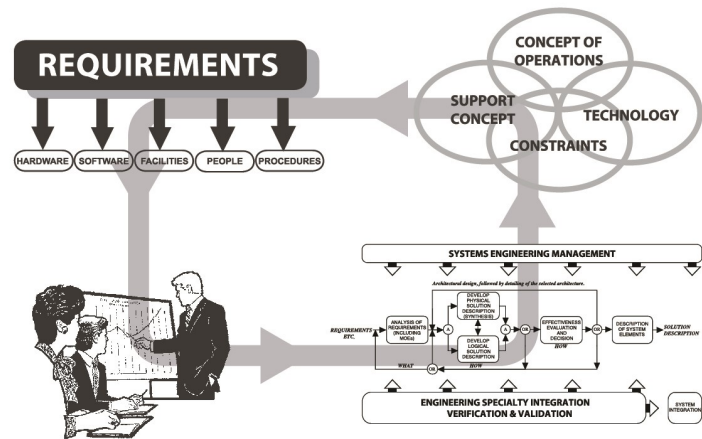 REQUIREMENTS
HARDWARE
SOFTWARE
FACILITIES
PEOPLE
PROCEDURES
CONCEPT OF
OPERATIONS
SUPPORT
CONCEPT
TECHNOLOGY
CONSTRAINTS
SYSTEMS ENGINEERING MANAGEMENT
Architectural design, followed by detailing of the selected architecture.
REQUIREMENTS
ETC.
ANALYSIS OF
REQUIREMENTS
(INCLUDING
MOEs)
A
DEVELOP
PHYSICAL
SOLUTION
DESCRIPTION
(SYNTHESIS)
DEVELOP
LOGICAL
SOLUTION
DESCRIPTION
A
OR
EFFECTIVENESS
EVALUATION
AND
DECISION
OR
DESCRIPTION
OF SYSTEM
ELEMENTS
SOLUTION
DESCRIPTION
WHAT
OR
HOW
HOW
ENGINEERING SPECIALTY INTEGRATION
VERIFICATION & VALIDATION
SYSTEM
INTEGRATION